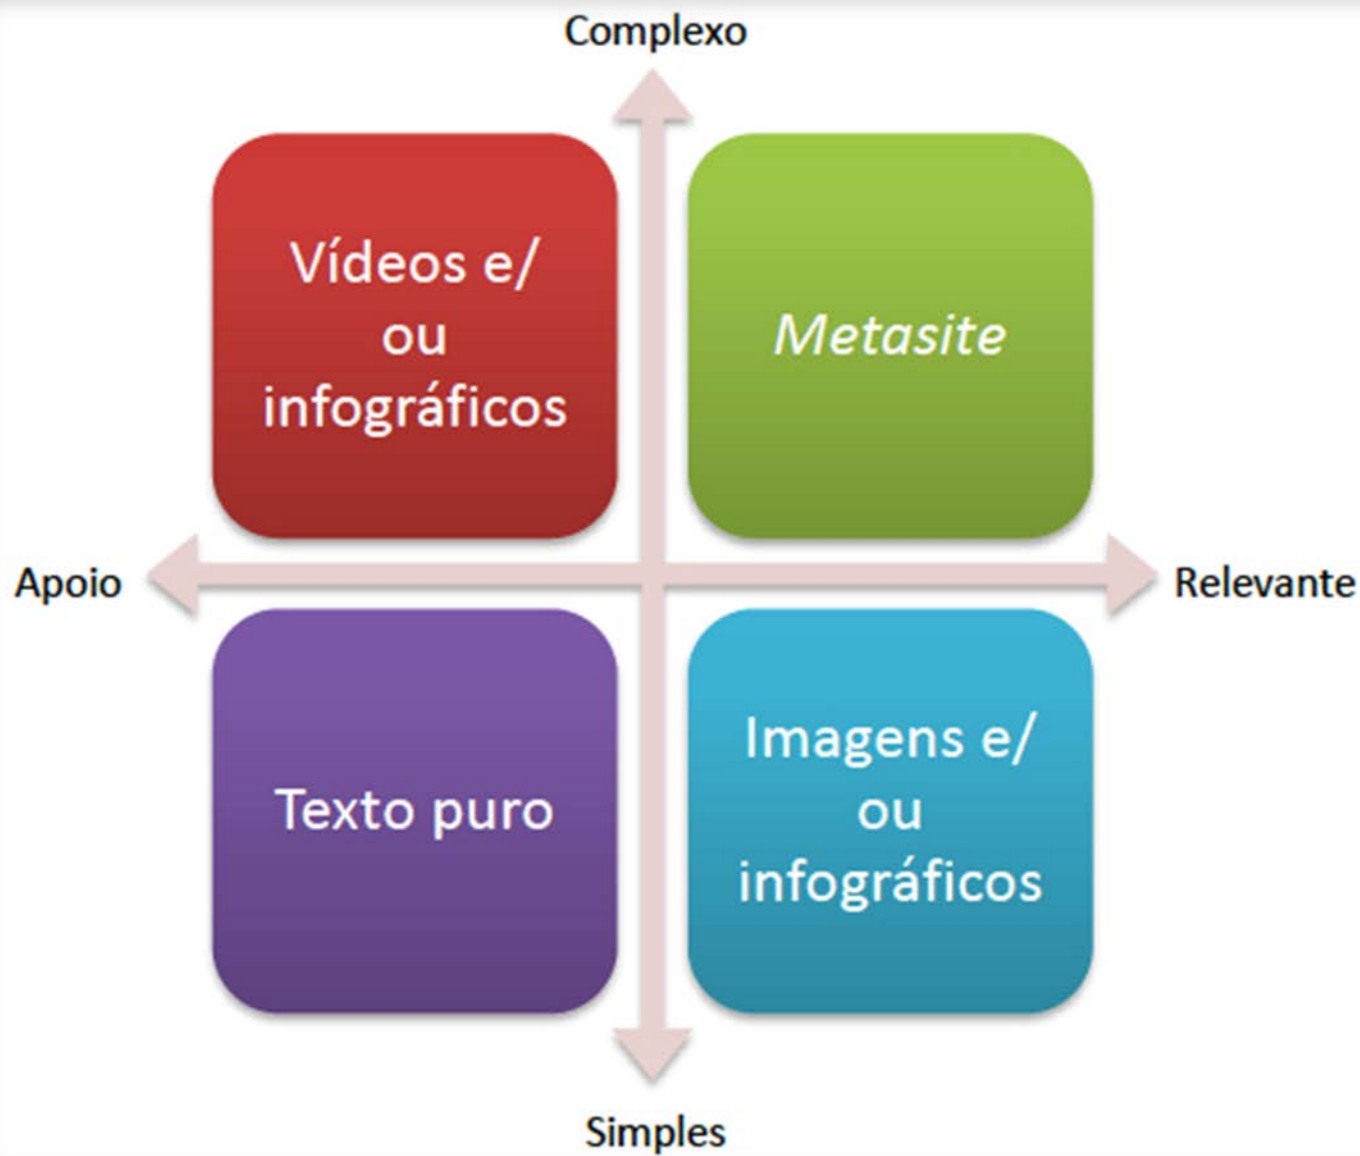 Complexo
Vídeos e/
ou
infográficos
Metasite
Apoio
Relevante
Texto puro
Imagens e/
ou
infográficos
Simples